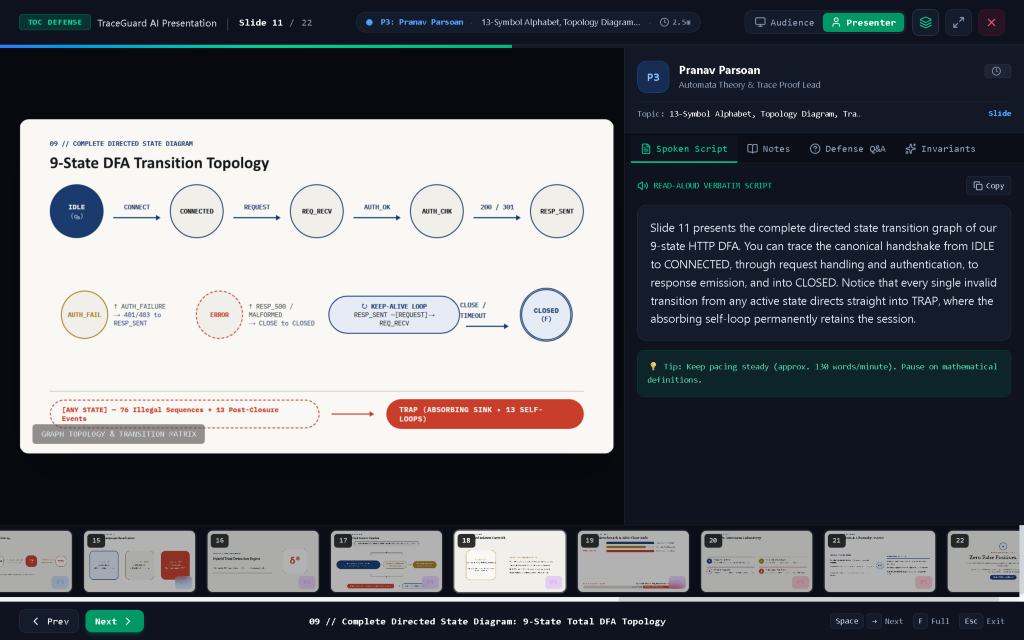 TOC DEFENSE
TraceGuard AI Presentation
Slide 11 / 22
P3: Pranav Parsoan · 13-Symbol Alphabet, Topology Diagram… · 2.5m
Audience
Presenter
09 // COMPLETE DIRECTED STATE DIAGRAM
9-State DFA Transition Topology
IDLE
(q₀)
CONNECT
CONNECTED
REQUEST
REQ_RECV
AUTH_OK
AUTH_CHK
200 / 301
RESP_SENT
AUTH_FAIL
↑ AUTH_FAILURE
→ 401/403 to
RESP_SENT
ERROR
↑ RESP_500 /
MALFORMED
→ CLOSE to CLOSED
↻ KEEP-ALIVE LOOP
RESP_SENT —[REQUEST]→
REQ_RECV
CLOSE /
TIMEOUT
CLOSED
(F)
[ANY STATE] — 76 Illegal Sequences + 13 Post-Closure
Events
TRAP (ABSORBING SINK • 13 SELF-
LOOPS)
GRAPH TOPOLOGY & TRANSITION MATRIX
P3
Pranav Parsoan
Automata Theory & Trace Proof Lead
Topic: 13-Symbol Alphabet, Topology Diagram, Tra…
Slide
Spoken Script
Notes
Defense Q&A
Invariants
READ-ALOUD VERBATIM SCRIPT
Copy
Slide 11 presents the complete directed state transition graph of our
9-state HTTP DFA. You can trace the canonical handshake from IDLE
to CONNECTED, through request handling and authentication, to
response emission, and into CLOSED. Notice that every single invalid
transition from any active state directs straight into TRAP, where the
absorbing self-loop permanently retains the session.
💡 Tip: Keep pacing steady (approx. 130 words/minute). Pause on mathematical
definitions.
15
16
δ*
17
18
19
20
21
22
Zero False Positives
Prev
Next
09 // Complete Directed State Diagram: 9-State Total DFA Topology
Space → Next F Full Esc Exit